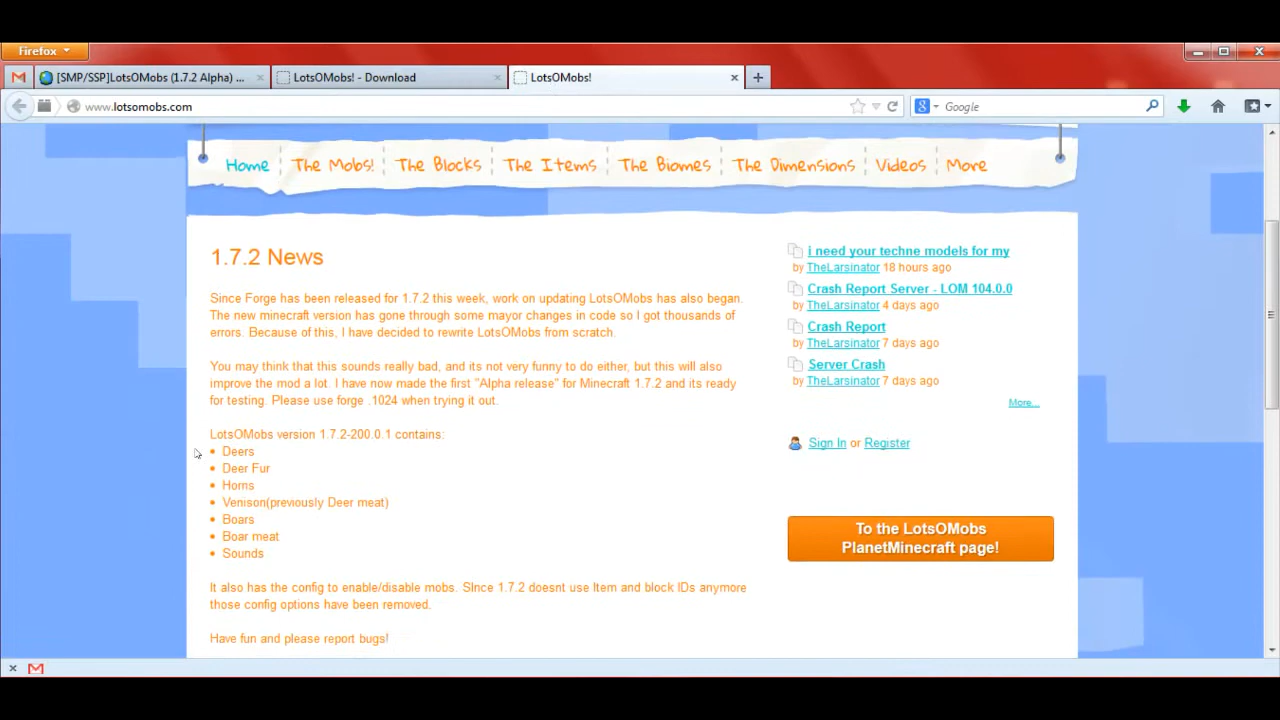 Firefox
[SMP/SSP]LotsOMobs (1.7.2 Alpha) ...
LotsOMobs! - Download
LotsOMobs!
www.lotsomobs.com
Google
Home
The Mobs!
The Blocks
The Items
The Biomes
The Dimensions
Videos
More
1.7.2 News
Since Forge has been released for 1.7.2 this week, work on updating LotsOMobs has also began.
The new minecraft version has gone through some mayor changes in code so I got thousands of
errors. Because of this, I have decided to rewrite LotsOMobs from scratch.
You may think that this sounds really bad, and its not very funny to do either, but this will also
improve the mod a lot. I have now made the first "Alpha release" for Minecraft 1.7.2 and its ready
for testing. Please use forge .1024 when trying it out.
LotsOMobs version 1.7.2-200.0.1 contains:
• Deers
• Deer Fur
• Horns
• Venison(previously Deer meat)
• Boars
• Boar meat
• Sounds
It also has the config to enable/disable mobs. SInce 1.7.2 doesnt use Item and block IDs anymore
those config options have been removed.
Have fun and please report bugs!
i need your techne models for my
by TheLarsinator 18 hours ago
Crash Report Server - LOM 104.0.0
by TheLarsinator 4 days ago
Crash Report
by TheLarsinator 7 days ago
Server Crash
by TheLarsinator 7 days ago
More...
Sign In or Register
To the LotsOMobs
PlanetMinecraft page!